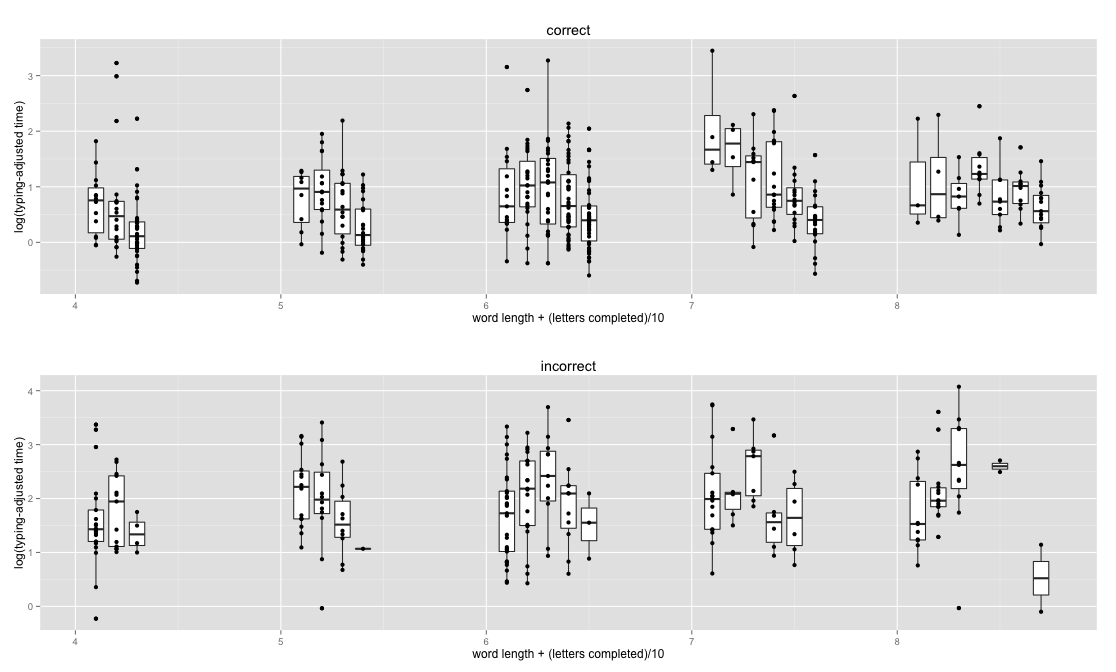 correct
log(typing-adjusted time)
3
2
1
0
4 5 6 7 8
word length + (letters completed)/10
incorrect
log(typing-adjusted time)
4
3
2
1
0
4 5 6 7 8
word length + (letters completed)/10